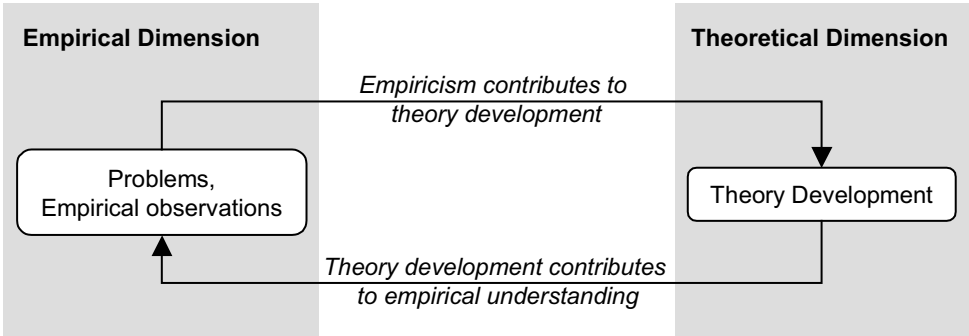 Empirical Dimension
Theoretical Dimension
Empiricism contributes to
theory development
Problems,
Empirical observations
Theory Development
Theory development contributes
to empirical understanding